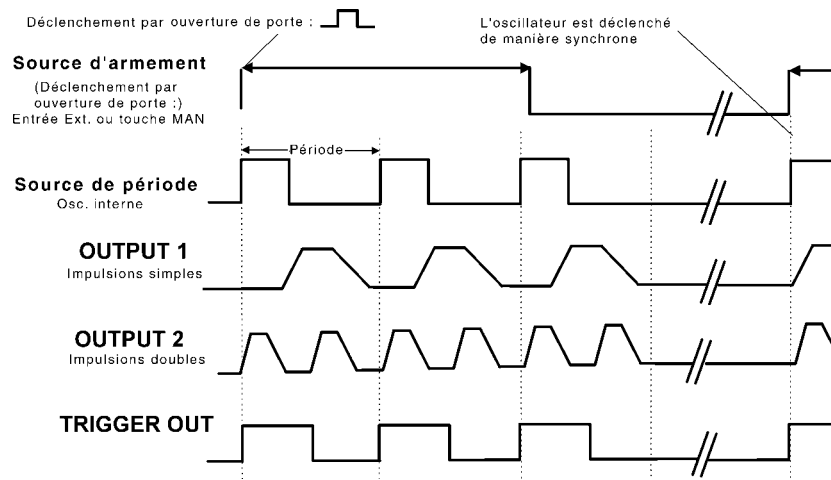 Déclenchement par ouverture de porte :
L'oscillateur est déclenché
de manière synchrone
Source d'armement
(Déclenchement par
ouverture de porte :)
Entrée Ext. ou touche MAN
Période
Source de période
Osc. interne
OUTPUT 1
Impulsions simples
OUTPUT 2
Impulsions doubles
TRIGGER OUT